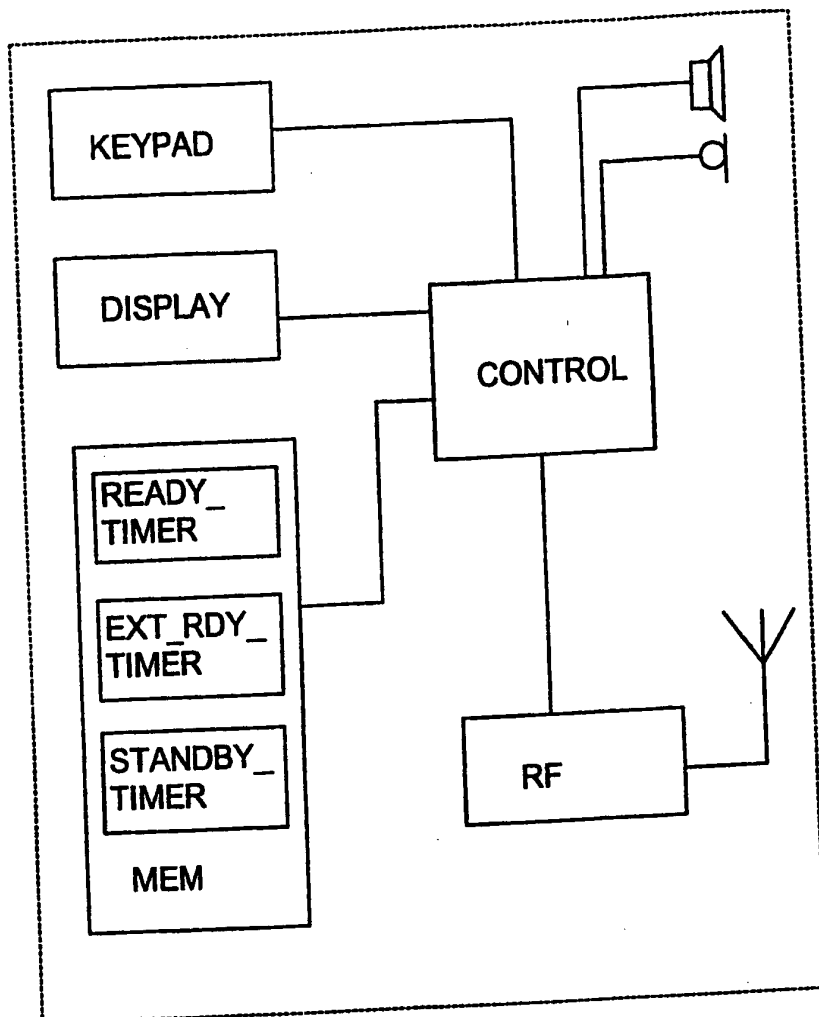 KEYPAD
DISPLAY
CONTROL
READY_
TIMER
EXT_RDY_
TIMER
STANDBY_
TIMER
MEM
RF